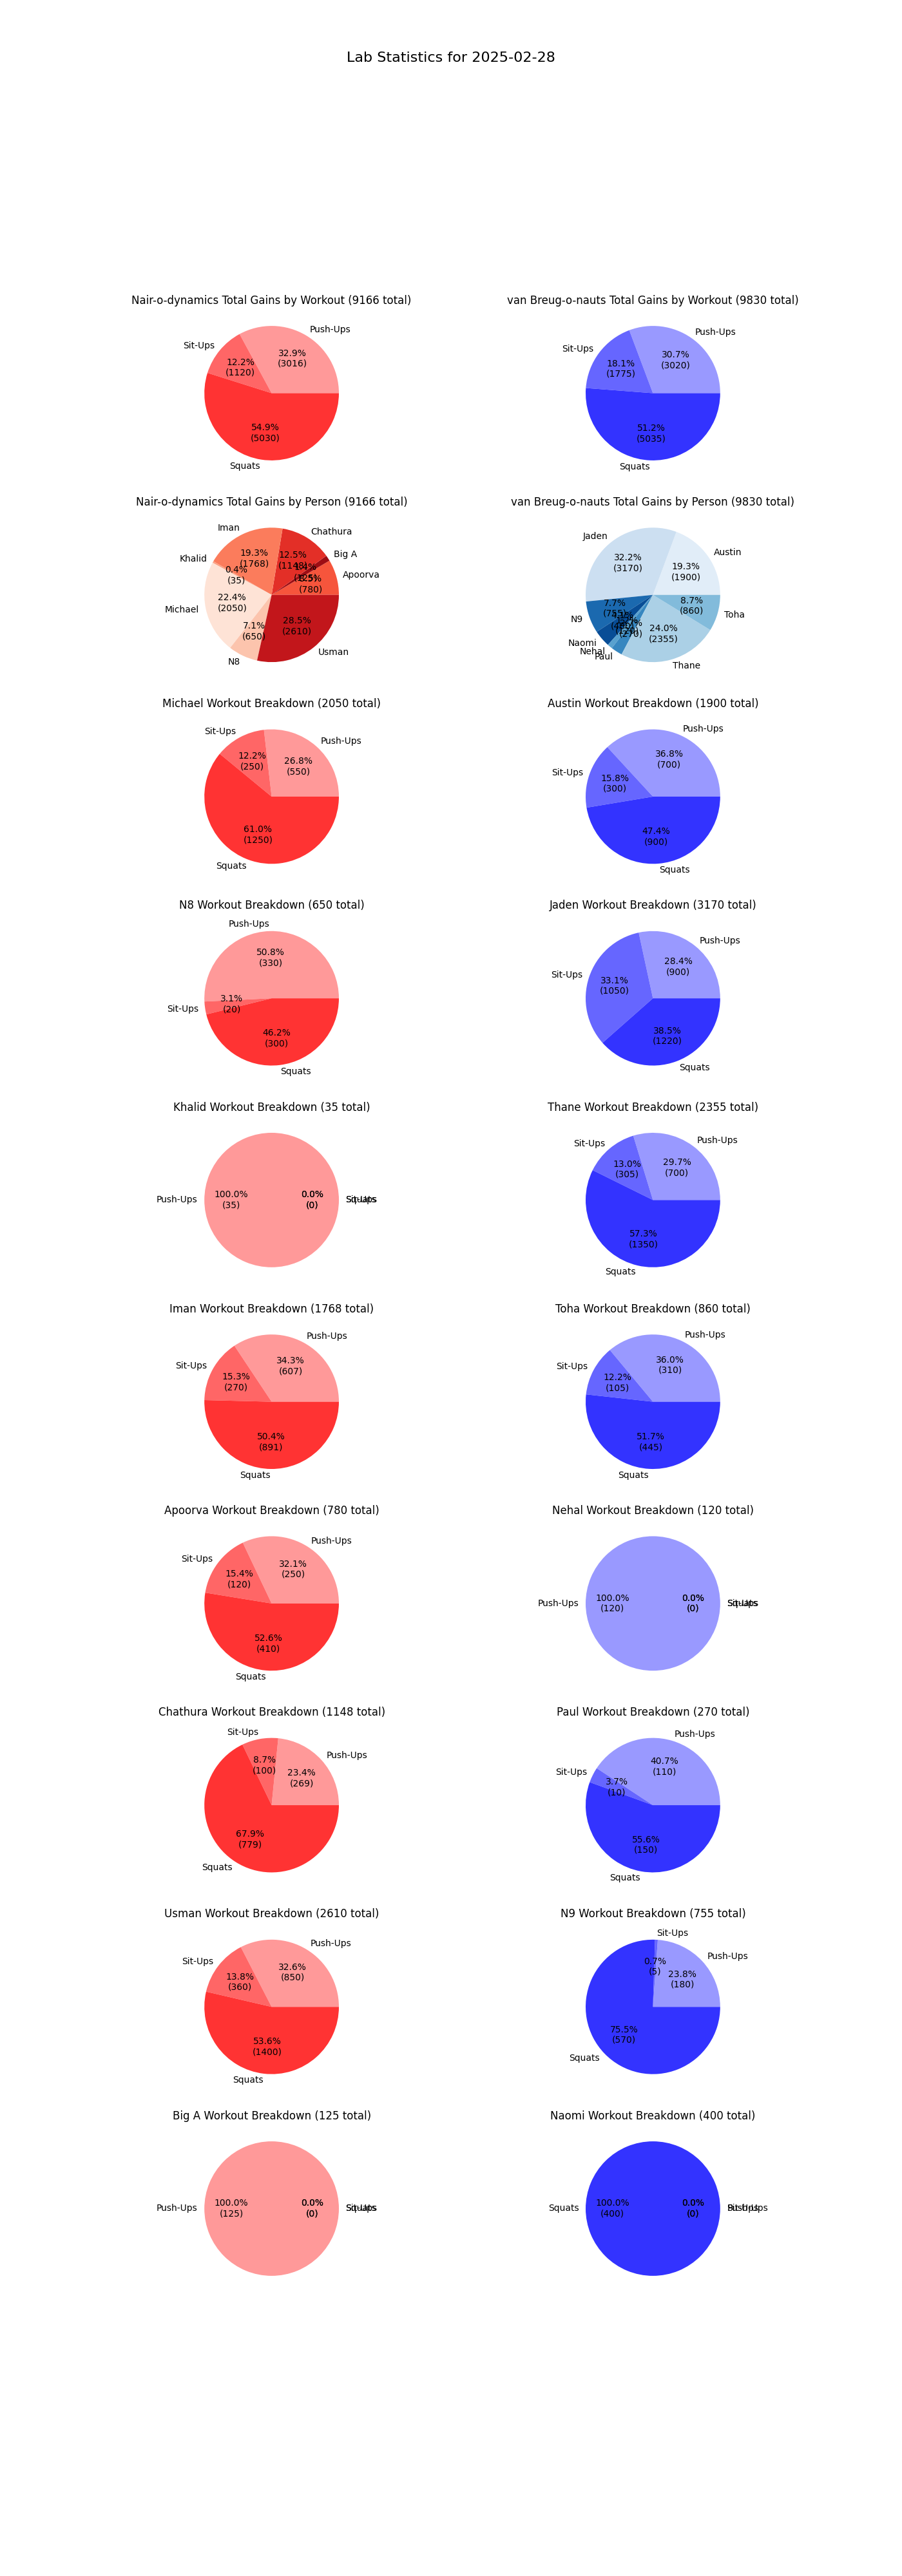 Lab Statistics for 2025-02-28
Nair-o-dynamics Total Gains by Workout (9166 total)
Push-Ups
32.9%
(3016)
Sit-Ups
12.2%
(1120)
54.9%
(5030)
Squats
van Breug-o-nauts Total Gains by Workout (9830 total)
Push-Ups
30.7%
(3020)
Sit-Ups
18.1%
(1775)
51.2%
(5035)
Squats
Nair-o-dynamics Total Gains by Person (9166 total)
Iman
19.3%
(1768)
Chathura
12.5%
Big A
Apoorva
(780)
Khalid
0.4%
(35)
Michael
22.4%
(2050)
7.1%
(650)
N8
28.5%
(2610)
Usman
van Breug-o-nauts Total Gains by Person (9830 total)
Jaden
32.2%
(3170)
Austin
19.3%
(1900)
7.7%
(755)
N9
8.7%
(860)
Toha
Naomi
Nehal
Paul
(270)
24.0%
(2355)
Thane
Michael Workout Breakdown (2050 total)
Sit-Ups
12.2%
(250)
Push-Ups
26.8%
(550)
61.0%
(1250)
Squats
Austin Workout Breakdown (1900 total)
Push-Ups
36.8%
(700)
Sit-Ups
15.8%
(300)
47.4%
(900)
Squats
N8 Workout Breakdown (650 total)
Push-Ups
50.8%
(330)
Sit-Ups
3.1%
(20)
46.2%
(300)
Squats
Jaden Workout Breakdown (3170 total)
Push-Ups
28.4%
(900)
Sit-Ups
33.1%
(1050)
38.5%
(1220)
Squats
Khalid Workout Breakdown (35 total)
Push-Ups
100.0%
(35)
0.0%
(0)
Thane Workout Breakdown (2355 total)
Sit-Ups
13.0%
(305)
Push-Ups
29.7%
(700)
57.3%
(1350)
Squats
Iman Workout Breakdown (1768 total)
Push-Ups
34.3%
(607)
Sit-Ups
15.3%
(270)
50.4%
(891)
Squats
Toha Workout Breakdown (860 total)
Push-Ups
36.0%
(310)
Sit-Ups
12.2%
(105)
51.7%
(445)
Squats
Apoorva Workout Breakdown (780 total)
Push-Ups
32.1%
(250)
Sit-Ups
15.4%
(120)
52.6%
(410)
Squats
Nehal Workout Breakdown (120 total)
Push-Ups
100.0%
(120)
0.0%
(0)
Chathura Workout Breakdown (1148 total)
Sit-Ups
8.7%
(100)
Push-Ups
23.4%
(269)
67.9%
(779)
Squats
Paul Workout Breakdown (270 total)
Push-Ups
40.7%
(110)
Sit-Ups
3.7%
(10)
55.6%
(150)
Squats
Usman Workout Breakdown (2610 total)
Push-Ups
32.6%
(850)
Sit-Ups
13.8%
(360)
53.6%
(1400)
Squats
N9 Workout Breakdown (755 total)
Sit-Ups
0.7%
(5)
Push-Ups
23.8%
(180)
75.5%
(570)
Squats
Big A Workout Breakdown (125 total)
Push-Ups
100.0%
(125)
0.0%
(0)
Naomi Workout Breakdown (400 total)
Squats
100.0%
(400)
0.0%
(0)